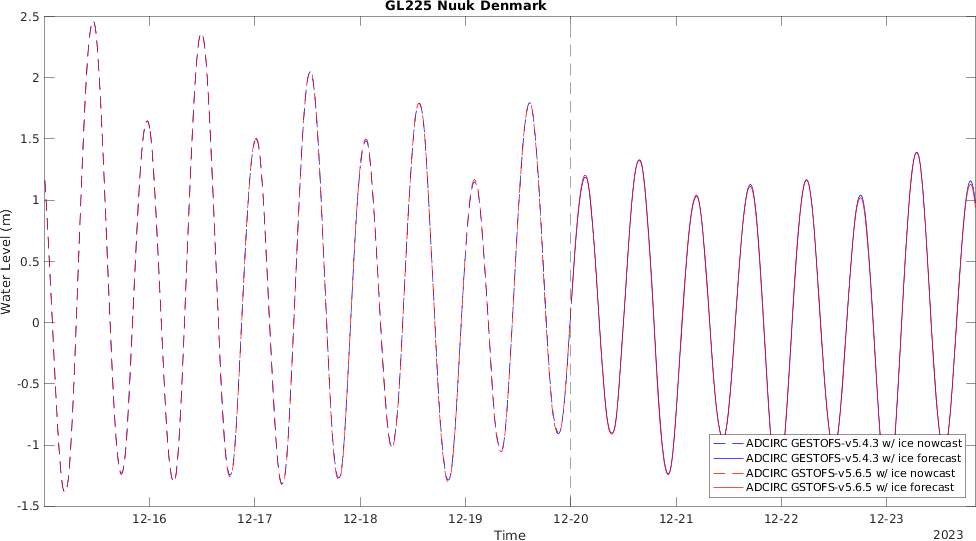 GL225 Nuuk Denmark
2.5
2
1.5
1
0.5
0
-0.5
-1
-1.5
Water Level (m)
ADCIRC GESTOFS-v5.4.3 w/ ice nowcast
ADCIRC GESTOFS-v5.4.3 w/ ice forecast
ADCIRC GSTOFS-v5.6.5 w/ ice nowcast
ADCIRC GSTOFS-v5.6.5 w/ ice forecast
12-16 12-17 12-18 12-19 12-20 12-21 12-22 12-23
Time
2023